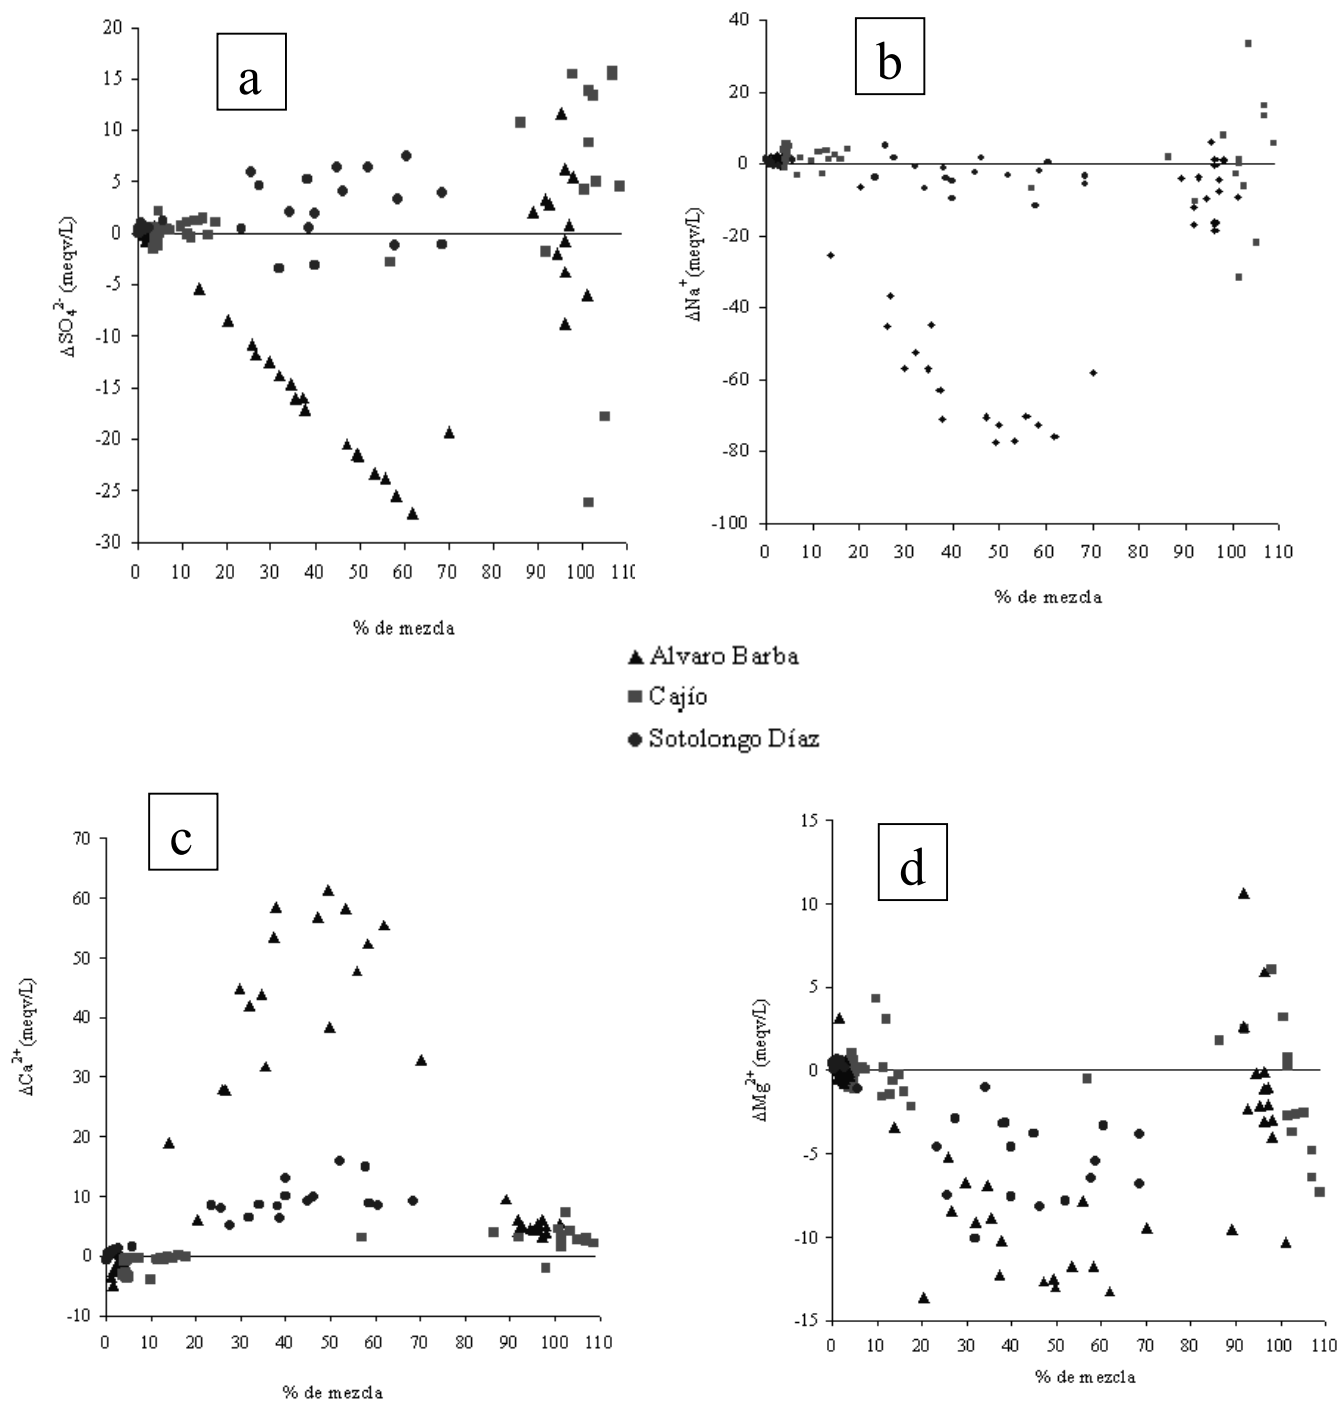 a
20
15
10
5
0
-5
-10
-15
-20
-25
-30
ΔSO₄²⁻ (meqv/L)
0 10 20 30 40 50 60 70 80 90 100 110
% de mezcla
b
40
20
0
-20
-40
-60
-80
-100
ΔNa⁺ (meqv/L)
0 10 20 30 40 50 60 70 80 90 100 110
% de mezcla
Alvaro Barba
Cajío
Sotolongo Díaz
c
70
60
50
40
30
20
10
0
-10
ΔCa²⁺ (meqv/L)
0 10 20 30 40 50 60 70 80 90 100 110
% de mezcla
d
15
10
5
0
-5
-10
-15
ΔMg²⁺ (meqv/L)
0 10 20 30 40 50 60 70 80 90 100 110
% de mezcla